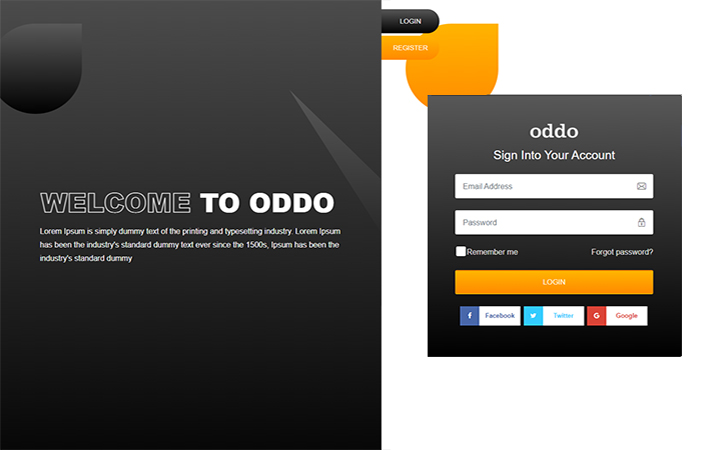 LOGIN
REGISTER
WELCOME TO ODDO
Lorem Ipsum is simply dummy text of the printing and typesetting industry. Lorem Ipsum
has been the industry's standard dummy text ever since the 1500s, Ipsum has been the
industry's standard dummy
oddo
Sign Into Your Account
Email Address
Password
Remember me Forgot password?
LOGIN
Facebook Twitter Google